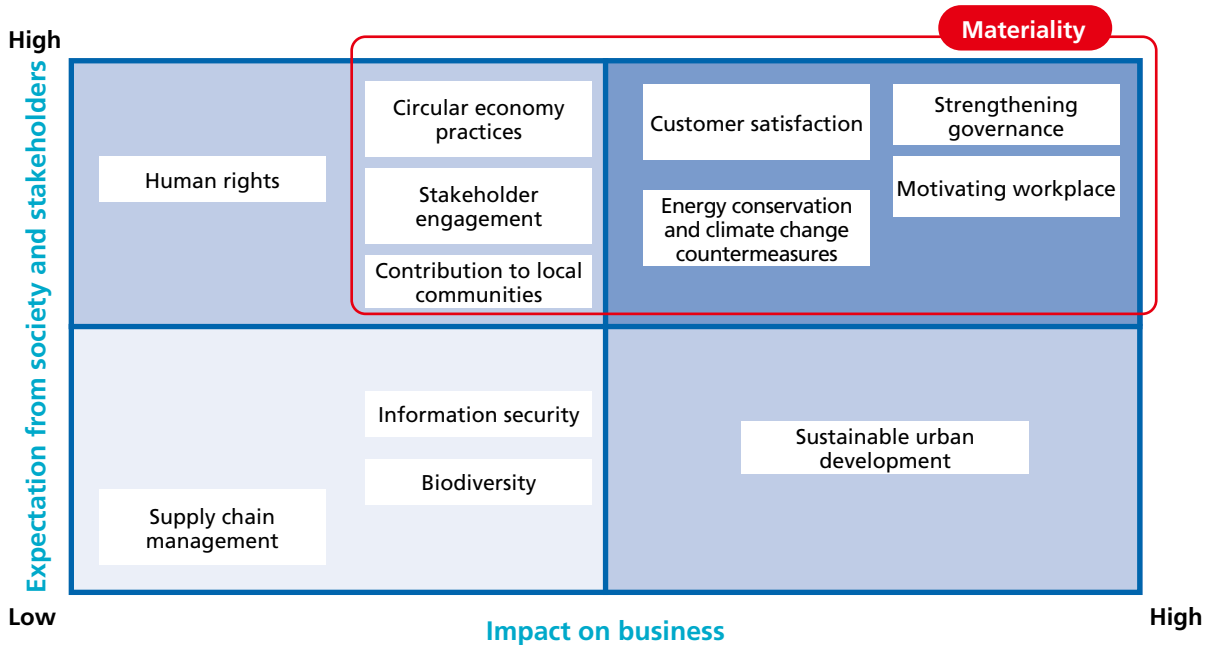 Materiality
High
Expectation from society and stakeholders
Circular economy
practices
Customer satisfaction
Strengthening
governance
Human rights
Stakeholder
engagement
Motivating workplace
Energy conservation
and climate change
countermeasures
Contribution to local
communities
Information security
Biodiversity
Supply chain
management
Sustainable urban
development
Low
Impact on business
High